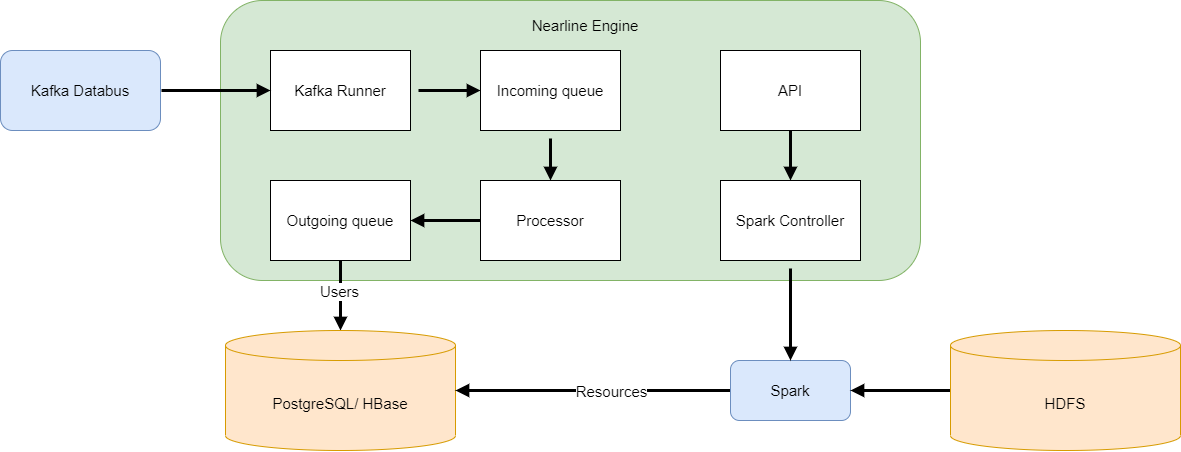 Nearline Engine
Kafka Databus
Kafka Runner
Incoming queue
API
Outgoing queue
Processor
Spark Controller
Users
PostgreSQL/ HBase
Resources
Spark
HDFS